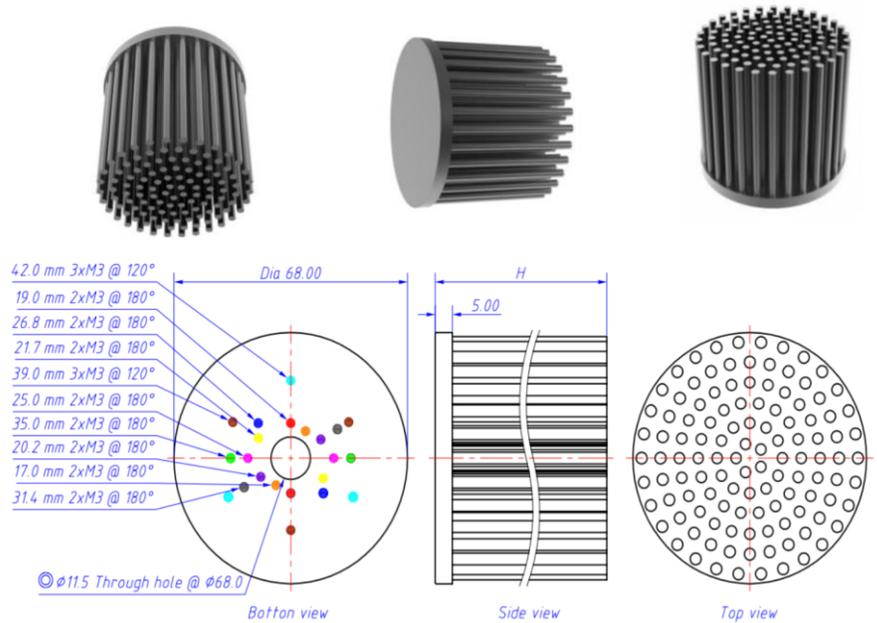 42.0 mm 3xM3 @ 120°
19.0 mm 2xM3 @ 180°
26.8 mm 2xM3 @ 180°
21.7 mm 2xM3 @ 180°
39.0 mm 3xM3 @ 120°
25.0 mm 2xM3 @ 180°
35.0 mm 2xM3 @ 180°
20.2 mm 2xM3 @ 180°
17.0 mm 2xM3 @ 180°
31.4 mm 2xM3 @ 180°
Dia 68.00
H
5.00
Ø11.5 Through hole @ Ø68.0
Botton view
Side view
Top view